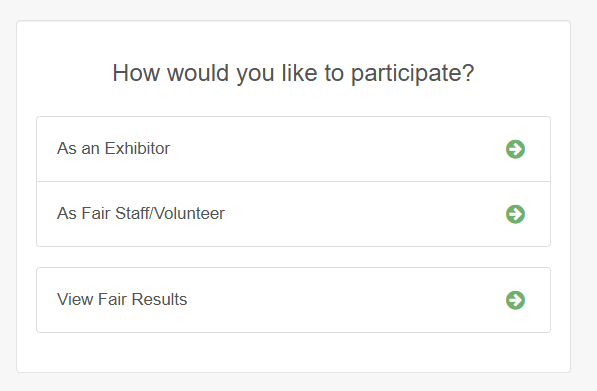 How would you like to participate?
As an Exhibitor
As Fair Staff/Volunteer
View Fair Results